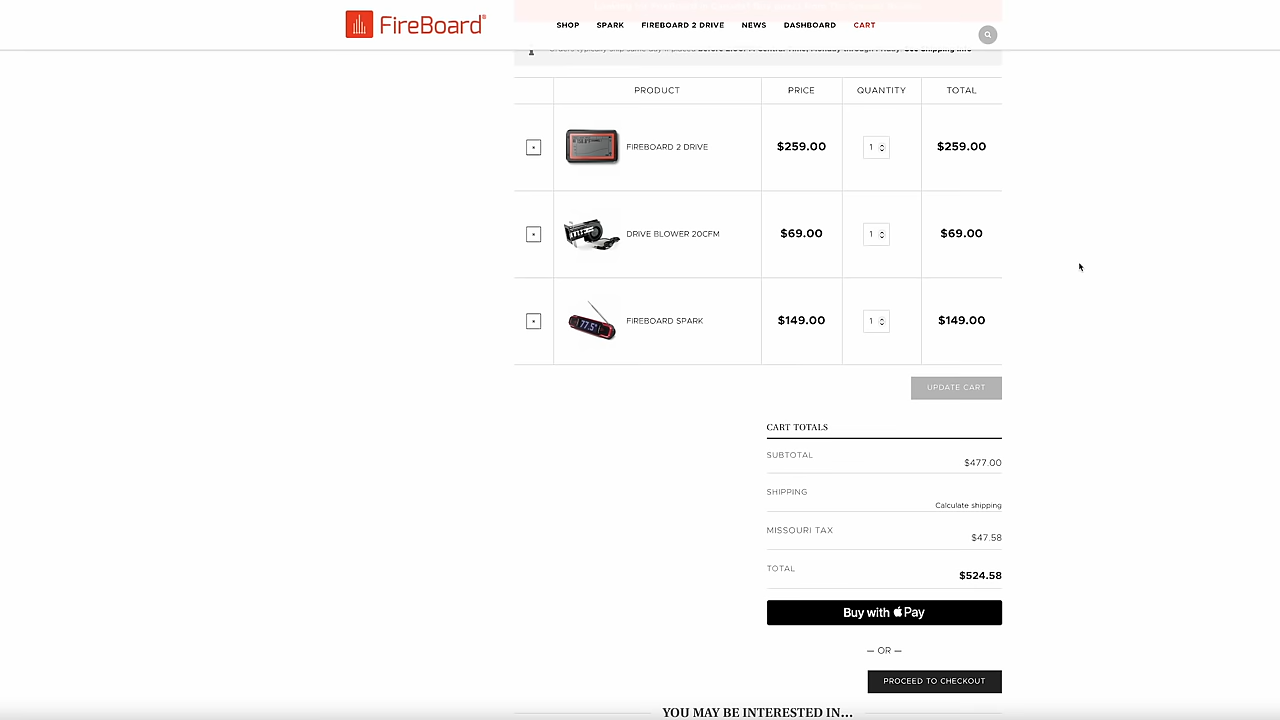 FireBoard®
SHOP SPARK FIREBOARD 2 DRIVE NEWS DASHBOARD CART
PRODUCT PRICE QUANTITY TOTAL
× FIREBOARD 2 DRIVE $259.00 1 $259.00
× DRIVE BLOWER 20CFM $69.00 1 $69.00
× 77.5° FIREBOARD SPARK $149.00 1 $149.00
UPDATE CART
CART TOTALS
SUBTOTAL
$477.00
SHIPPING
Calculate shipping
MISSOURI TAX
$47.58
TOTAL
$524.58
Buy with Pay
— OR —
PROCEED TO CHECKOUT
YOU MAY BE INTERESTED IN...